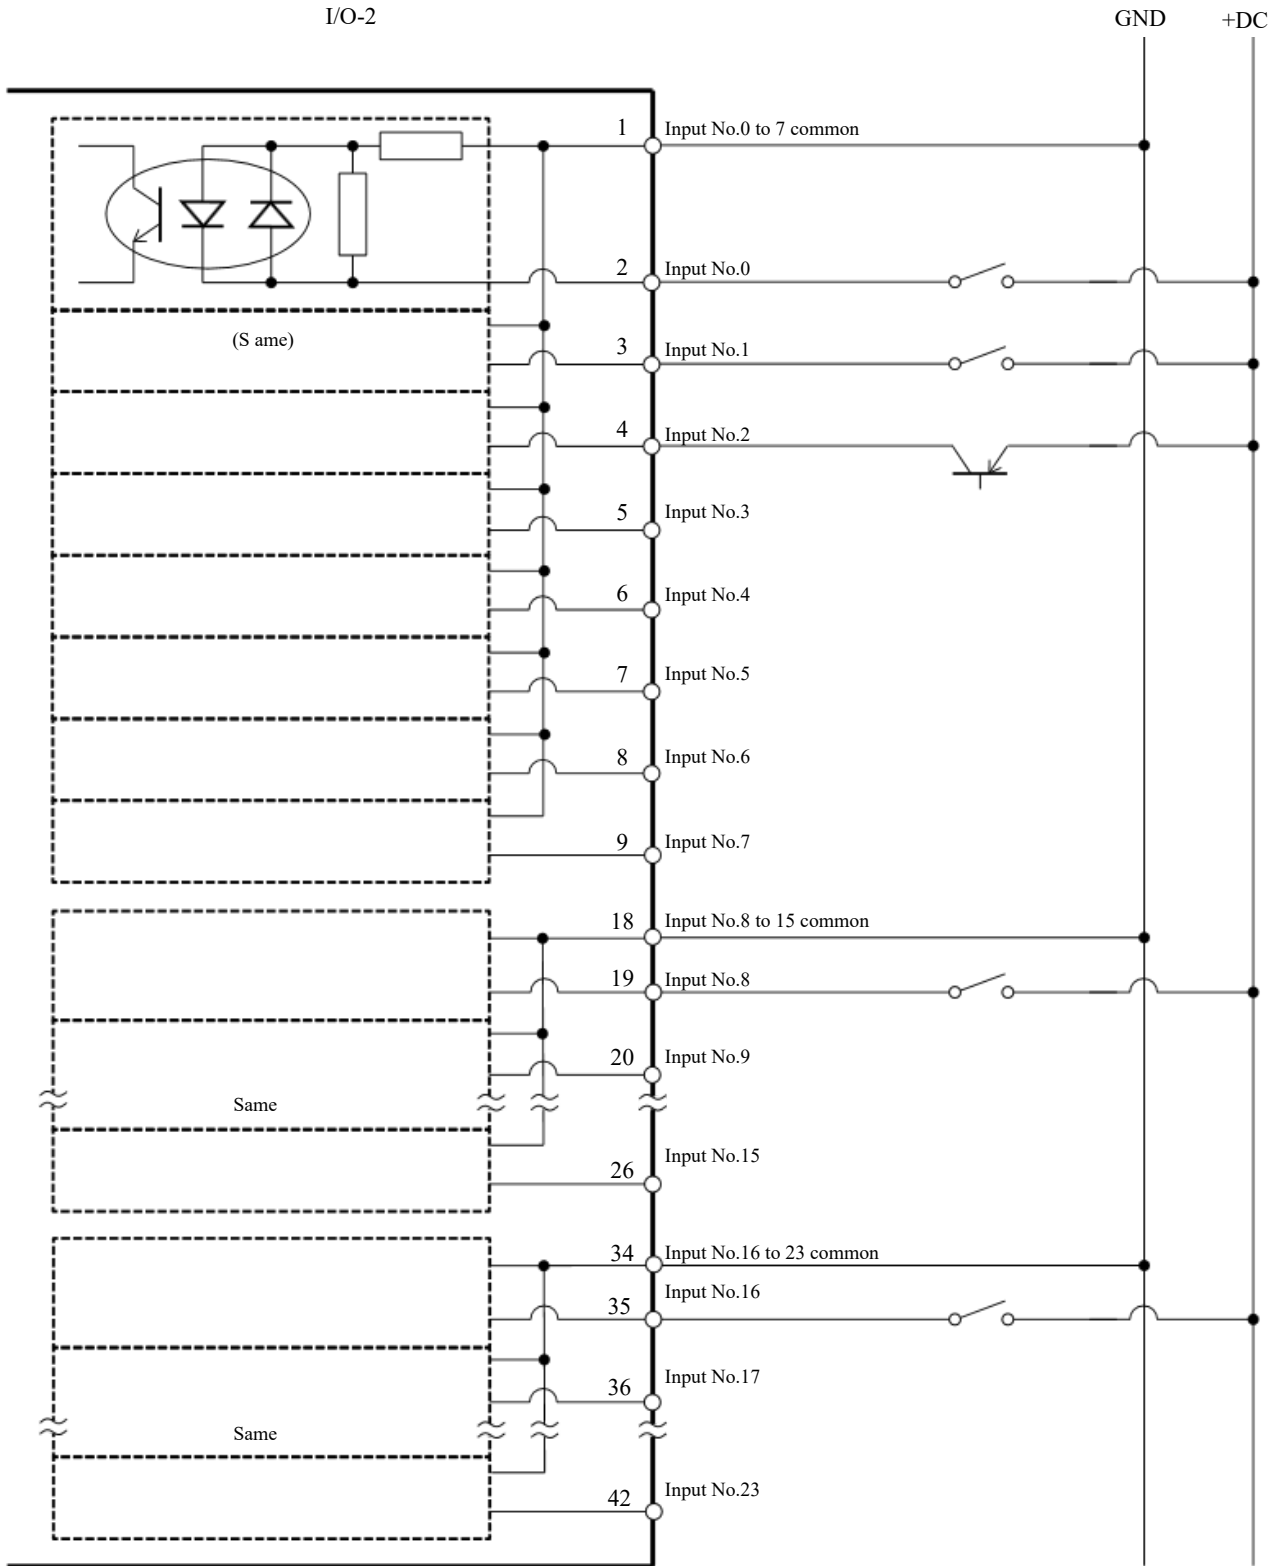 I/O-2
GND
+DC
1 Input No.0 to 7 common
2 Input No.0
(S ame)
3 Input No.1
4 Input No.2
5 Input No.3
6 Input No.4
7 Input No.5
8 Input No.6
9 Input No.7
18 Input No.8 to 15 common
19 Input No.8
20 Input No.9
Same
26 Input No.15
34 Input No.16 to 23 common
35 Input No.16
36 Input No.17
Same
42 Input No.23